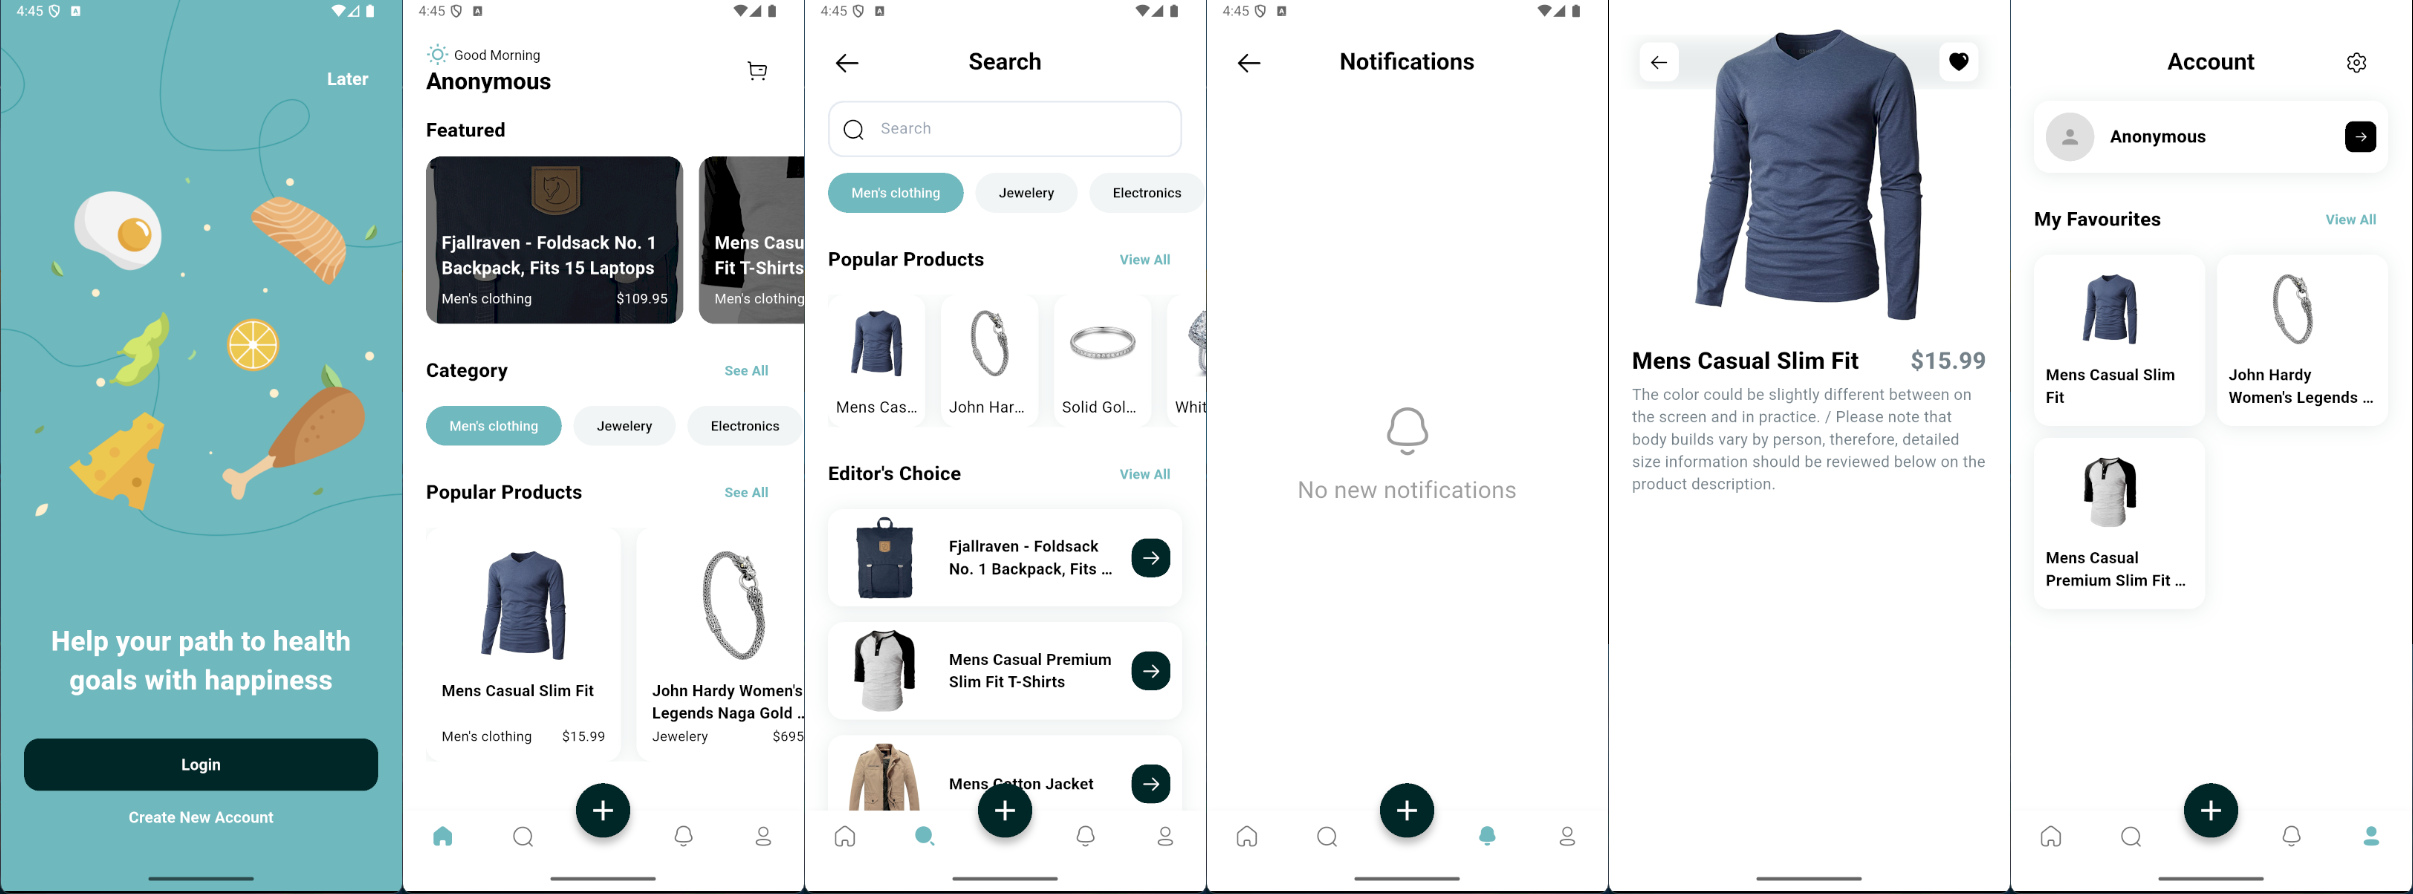 4:45
Later
Help your path to health
goals with happiness
Login
Create New Account
4:45
Good Morning
Anonymous
Featured
Fjallraven - Foldsack No. 1
Backpack, Fits 15 Laptops
Men's clothing $109.95
Mens Casu
Fit T-Shirts
Men's clothing
Category See All
Men's clothing Jewelery Electronics
Popular Products See All
Mens Casual Slim Fit
Men's clothing $15.99
John Hardy Women's
Legends Naga Gold ..
Jewelery $695
4:45
Search
Search
Men's clothing Jewelery Electronics
Popular Products View All
Mens Cas... John Har... Solid Gol... Whit
Editor's Choice View All
Fjallraven - Foldsack
No. 1 Backpack, Fits ...
Mens Casual Premium
Slim Fit T-Shirts
Mens Cotton Jacket
4:45
Notifications
No new notifications
Mens Casual Slim Fit $15.99
The color could be slightly different between on
the screen and in practice. / Please note that
body builds vary by person, therefore, detailed
size information should be reviewed below on the
product description.
Account
Anonymous
My Favourites View All
Mens Casual Slim
Fit
John Hardy
Women's Legends ...
Mens Casual
Premium Slim Fit ...